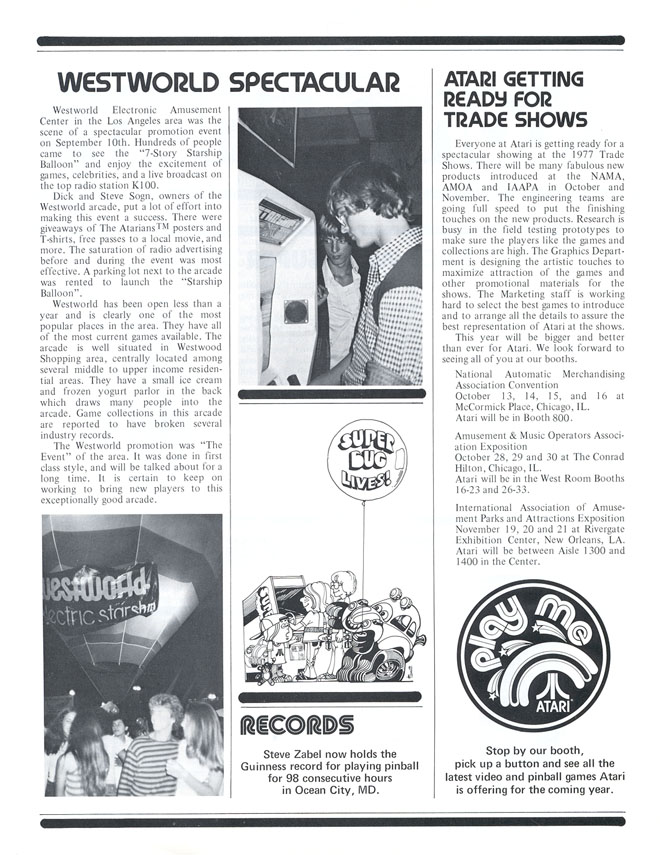 WESTWORLD SPECTACULAR
Westworld Electronic Amusement
Center in the Los Angeles area was the
scene of a spectacular promotion event
on September 10th. Hundreds of people
came to see the "7-Story Starship
Balloon" and enjoy the excitement of
games, celebrities, and a live broadcast on
the top radio station K100.
Dick and Steve Sogn, owners of the
Westworld arcade, put a lot of effort into
making this event a success. There were
giveaways of The Atarians™ posters and
T-shirts, free passes to a local movie, and
more. The saturation of radio advertising
before and during the event was most
effective. A parking lot next to the arcade
was rented to launch the "Starship
Balloon".
Westworld has been open less than a
year and is clearly one of the most
popular places in the area. They have all
of the most current games available. The
arcade is well situated in Westwood
Shopping area, centrally located among
several middle to upper income residen-
tial areas. They have a small ice cream
and frozen yogurt parlor in the back
which draws many people into the
arcade. Game collections in this arcade
are reported to have broken several
industry records.
The Westworld promotion was "The
Event" of the area. It was done in first
class style, and will be talked about for a
long time. It is certain to keep on
working to bring new players to this
exceptionally good arcade.
westworld
electric starship
SUPER
BUG
LIVES!
RECORDS
Steve Zabel now holds the
Guinness record for playing pinball
for 98 consecutive hours
in Ocean City, MD.
ATARI GETTING
READY FOR
TRADE SHOWS
Everyone at Atari is getting ready for a
spectacular showing at the 1977 Trade
Shows. There will be many fabulous new
products introduced at the NAMA,
AMOA and IAAPA in October and
November. The engineering teams are
going full speed to put the finishing
touches on the new products. Research is
busy in the field testing prototypes to
make sure the players like the games and
collections are high. The Graphics Depart-
ment is designing the artistic touches to
maximize attraction of the games and
other promotional materials for the
shows. The Marketing staff is working
hard to select the best games to introduce
and to arrange all the details to assure the
best representation of Atari at the shows.
This year will be bigger and better
than ever for Atari. We look forward to
seeing all of you at our booths.
National Automatic Merchandising
Association Convention
October 13, 14, 15, and 16 at
McCormick Place, Chicago, IL.
Atari will be in Booth 800.
Amusement & Music Operators Associ-
ation Exposition
October 28, 29 and 30 at The Conrad
Hilton, Chicago, IL.
Atari will be in the West Room Booths
16-23 and 26-33.
International Association of Amuse-
ment Parks and Attractions Exposition
November 19, 20 and 21 at Rivergate
Exhibition Center, New Orleans, LA.
Atari will be between Aisle 1300 and
1400 in the Center.
play me
ATARI
Stop by our booth,
pick up a button and see all the
latest video and pinball games Atari
is offering for the coming year.